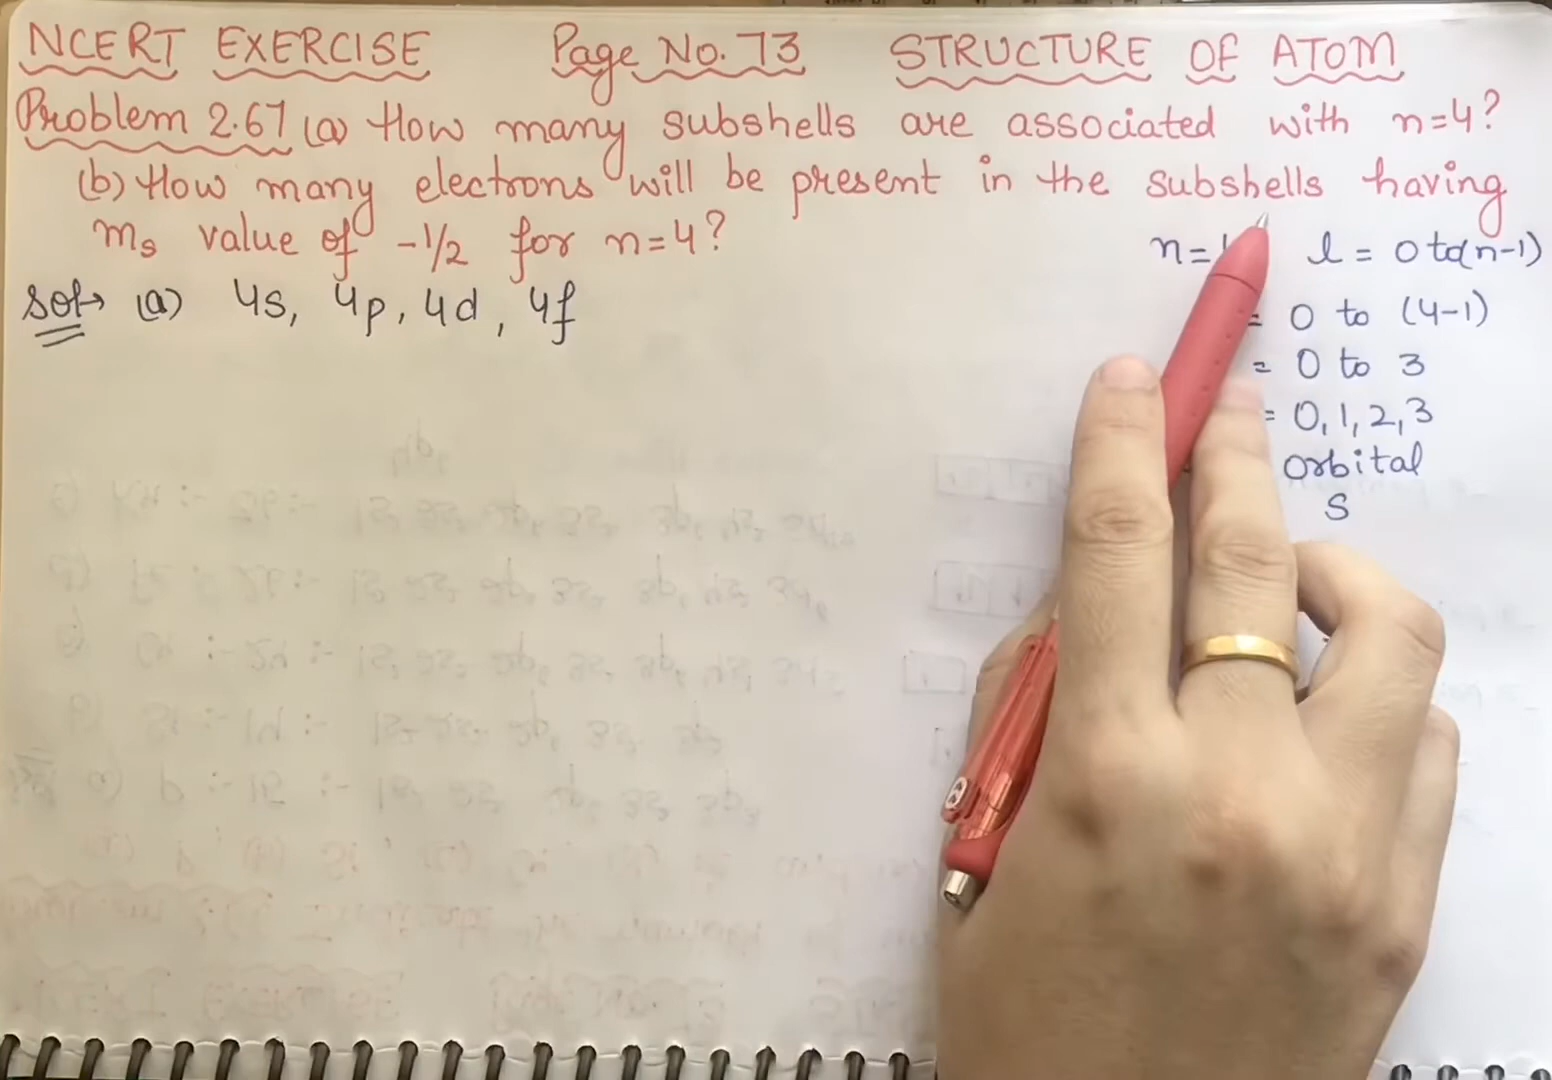 NCERT EXERCISE Page No. 73 STRUCTURE OF ATOM
Problem 2.67 (a) How many subshells are associated with n=4?
(b) How many electrons will be present in the subshells having
ms value of -1/2 for n=4?
Sol→ (a) 4s, 4p, 4d, 4f
n= l = 0 to(n-1)
= 0 to (4-1)
= 0 to 3
= 0,1,2,3
orbital
S